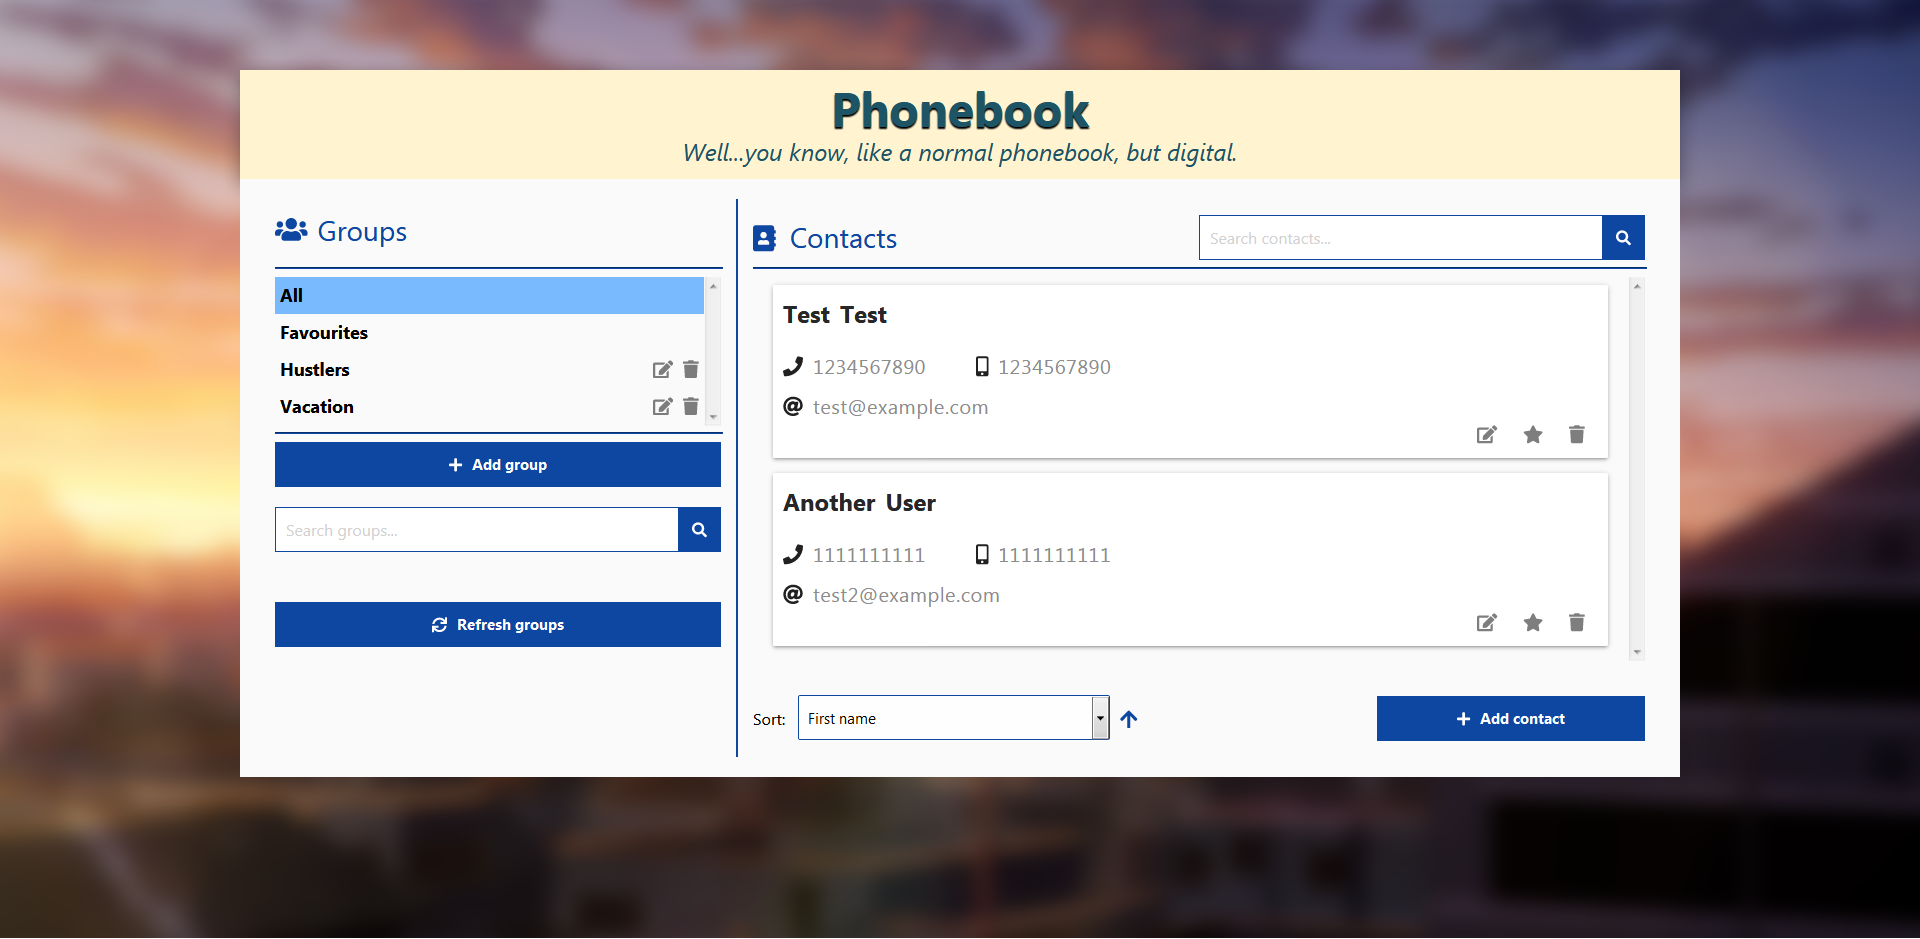 Phonebook
Well...you know, like a normal phonebook, but digital.
Groups
All
Favourites
Hustlers
Vacation
Add group
Search groups...
Refresh groups
Contacts
Search contacts...
Test Test
1234567890 1234567890
test@example.com
Another User
1111111111 1111111111
test2@example.com
Sort: First name
Add contact